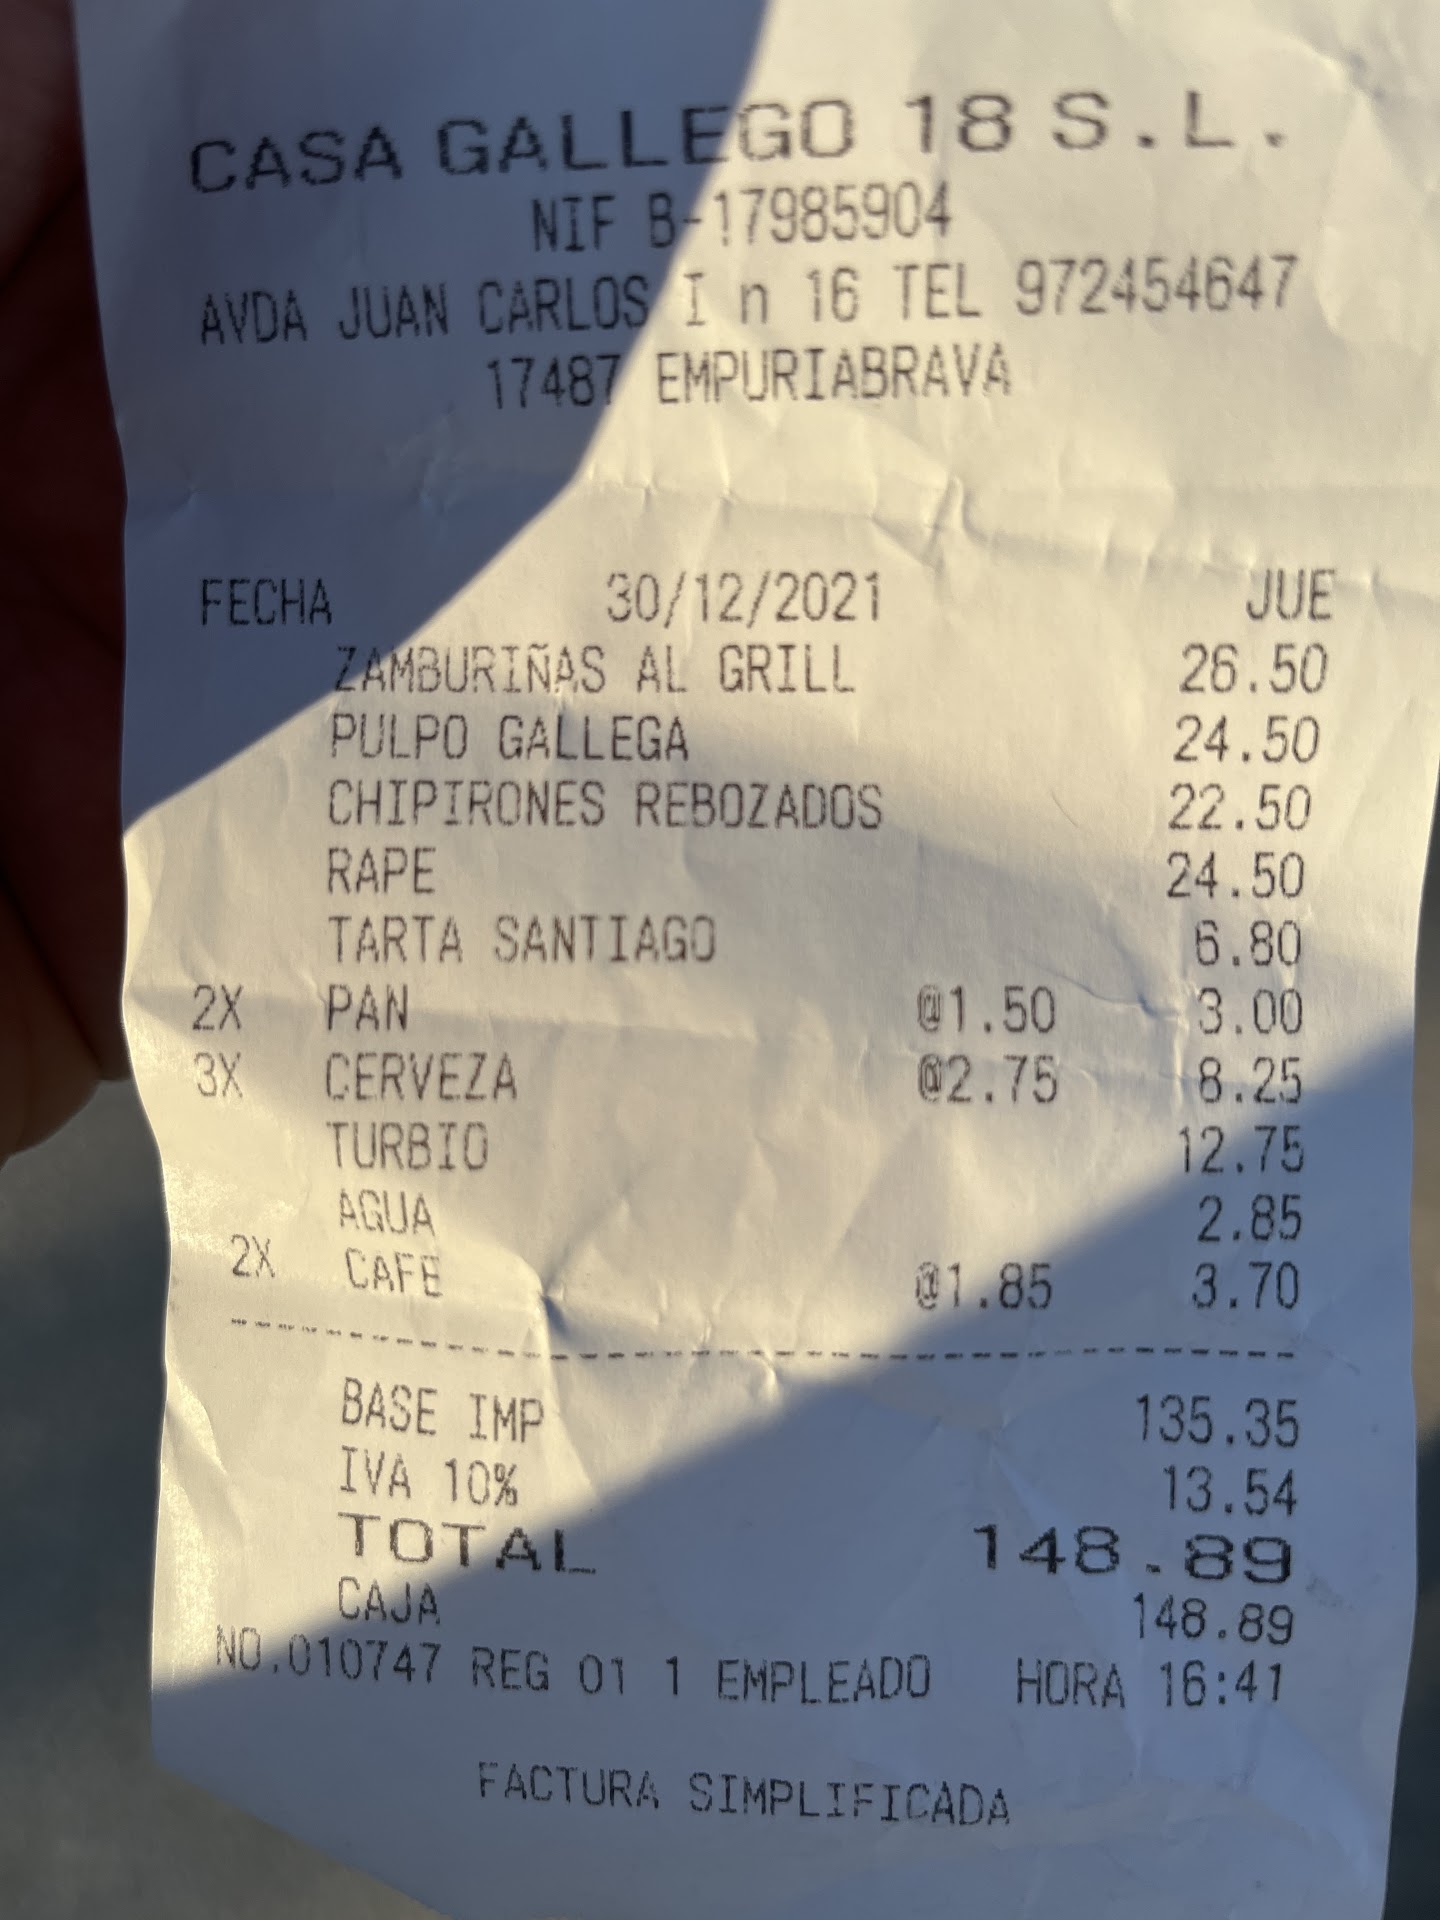 CASA GALLEGO 18 S.L.
NIF B-17985904
AVDA JUAN CARLOS I n 16 TEL 972454647
17487 EMPURIABRAVA
FECHA 30/12/2021 JUE
ZAMBURIÑAS AL GRILL 26.50
PULPO GALLEGA 24.50
CHIPIRONES REBOZADOS 22.50
RAPE 24.50
TARTA SANTIAGO 6.80
2X PAN @1.50 3.00
3X CERVEZA @2.75 8.25
TURBIO 12.75
AGUA 2.85
2X CAFE @1.85 3.70
BASE IMP 135.35
IVA 10% 13.54
TOTAL 148.89
CAJA 148.89
NO.010747 REG 01 1 EMPLEADO HORA 16:41
FACTURA SIMPLIFICADA